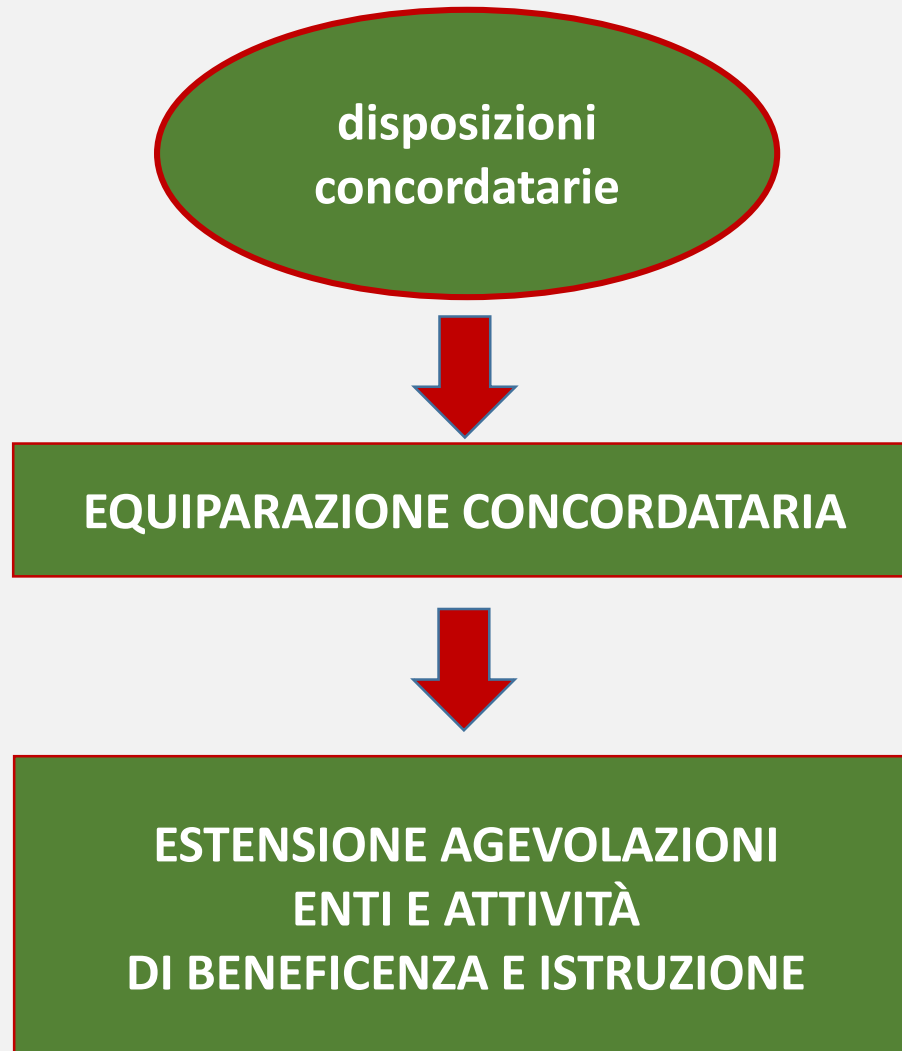 disposizioni
concordatarie
EQUIPARAZIONE CONCORDATARIA
ESTENSIONE AGEVOLAZIONI
ENTI E ATTIVITÀ
DI BENEFICENZA E ISTRUZIONE